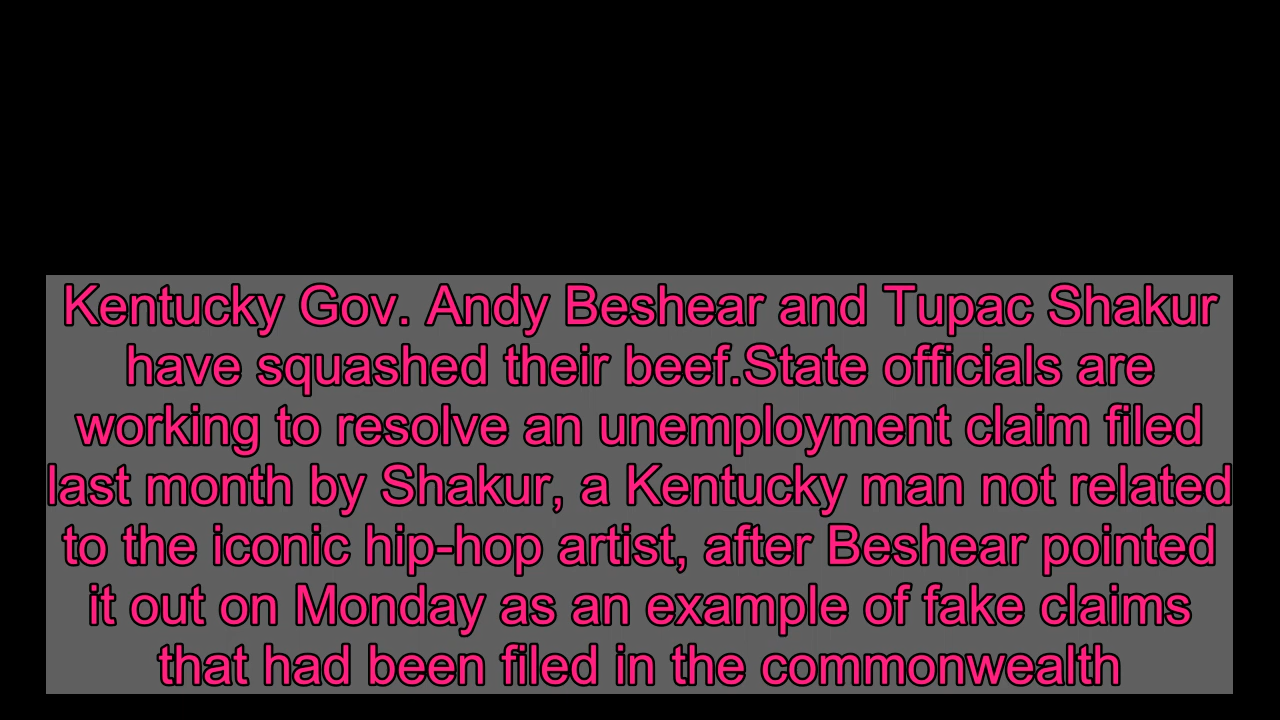 Kentucky Gov. Andy Beshear and Tupac Shakur
have squashed their beef.State officials are
working to resolve an unemployment claim filed
last month by Shakur, a Kentucky man not related
to the iconic hip-hop artist, after Beshear pointed
it out on Monday as an example of fake claims
that had been filed in the commonwealth